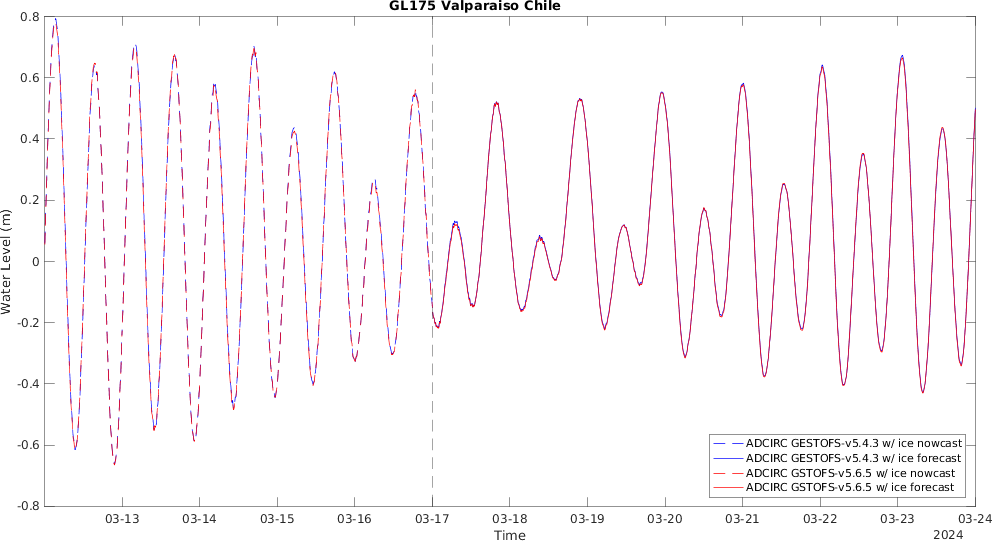 GL175 Valparaiso Chile
0.8
0.6
0.4
0.2
0
-0.2
-0.4
-0.6
-0.8
Water Level (m)
03-13 03-14 03-15 03-16 03-17 03-18 03-19 03-20 03-21 03-22 03-23 03-24
Time
2024
ADCIRC GESTOFS-v5.4.3 w/ ice nowcast
ADCIRC GESTOFS-v5.4.3 w/ ice forecast
ADCIRC GSTOFS-v5.6.5 w/ ice nowcast
ADCIRC GSTOFS-v5.6.5 w/ ice forecast